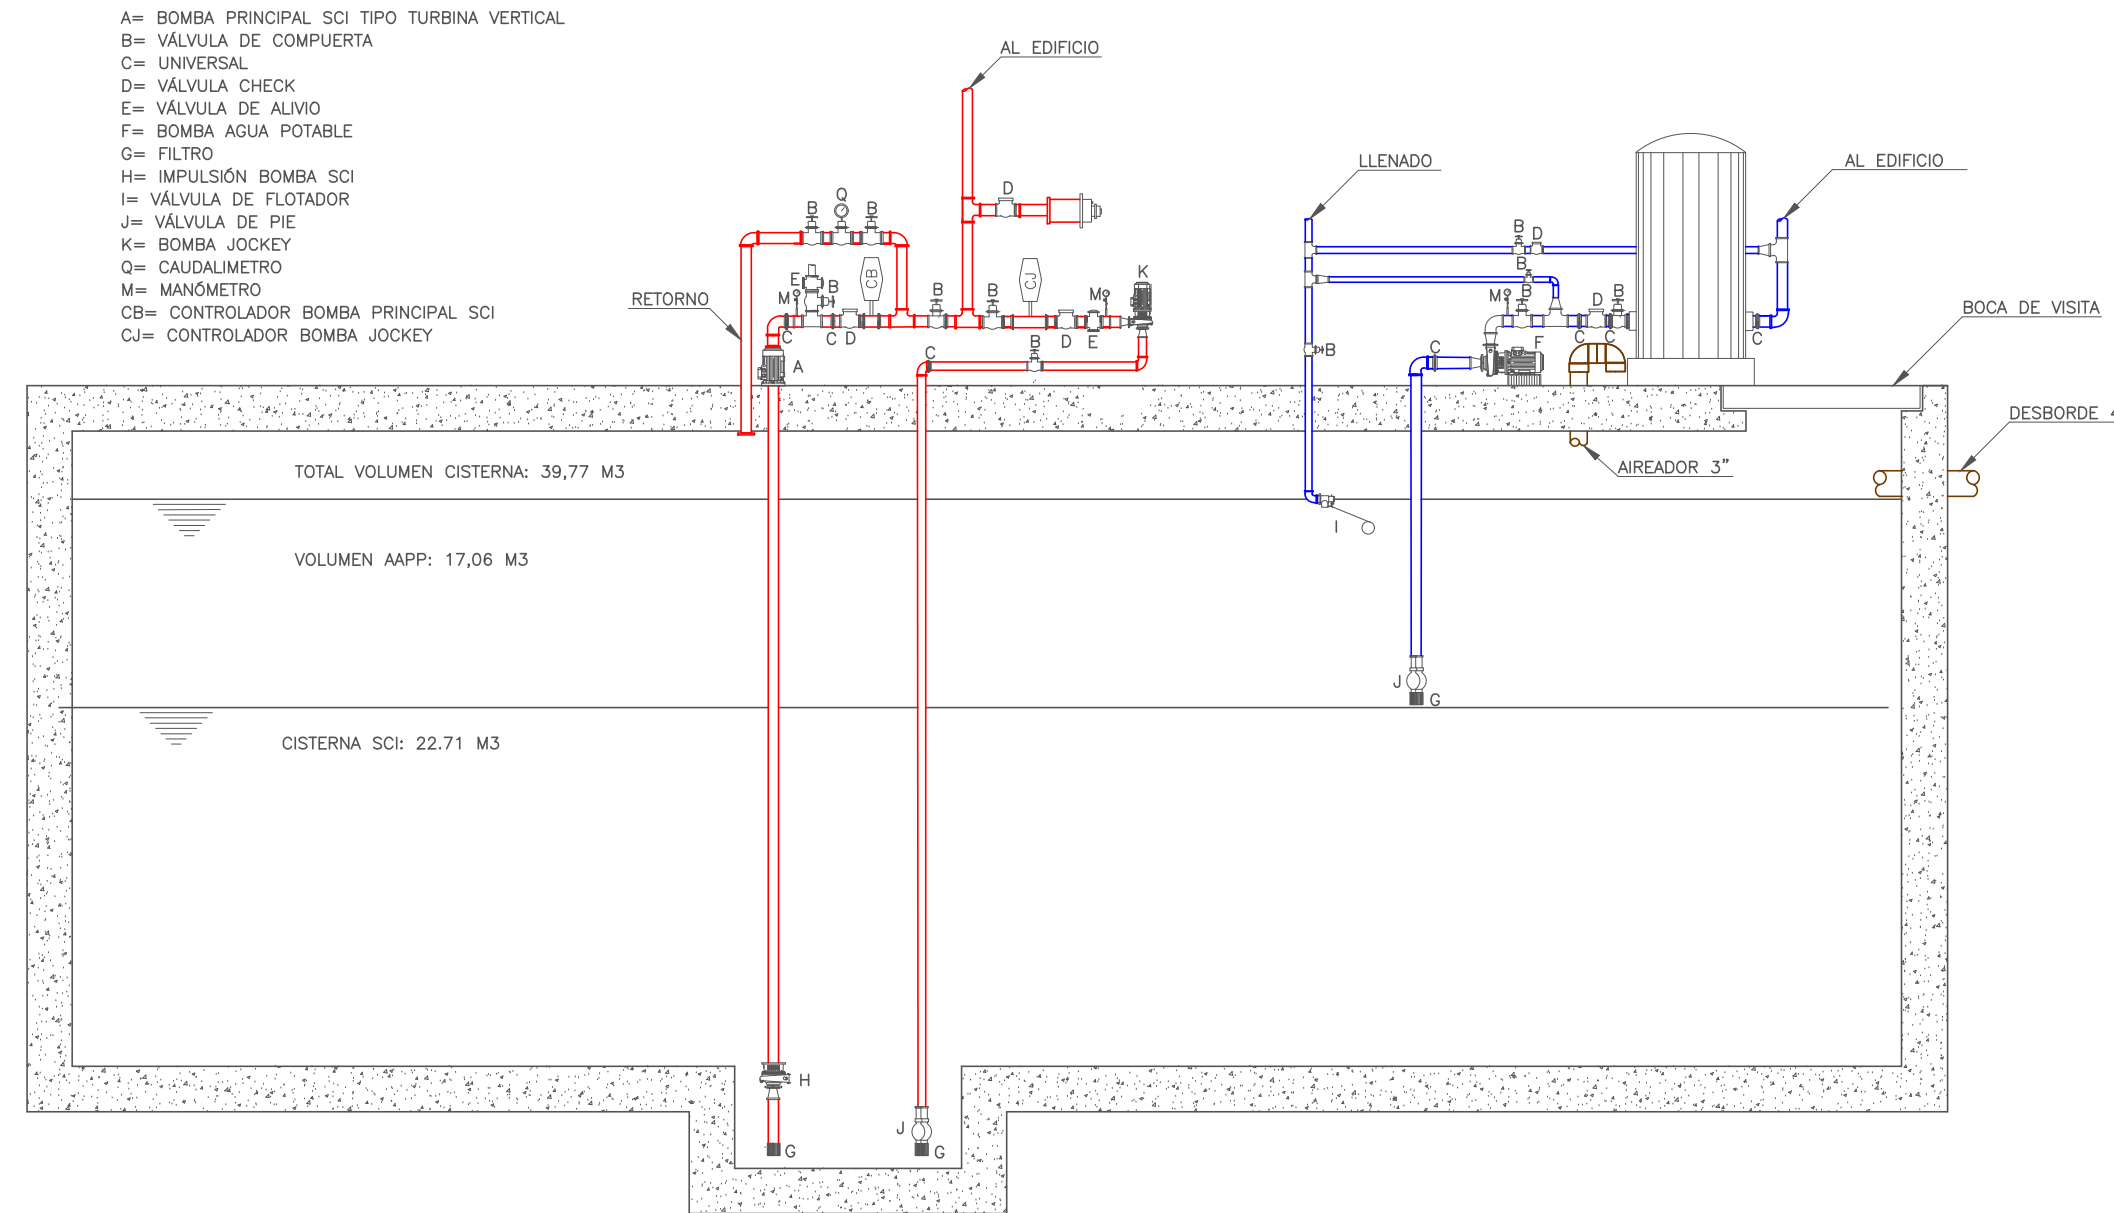 A= BOMBA PRINCIPAL SCI TIPO TURBINA VERTICAL
B= VÁLVULA DE COMPUERTA
C= UNIVERSAL
D= VÁLVULA CHECK
E= VÁLVULA DE ALIVIO
F= BOMBA AGUA POTABLE
G= FILTRO
H= IMPULSIÓN BOMBA SCI
I= VÁLVULA DE FLOTADOR
J= VÁLVULA DE PIE
K= BOMBA JOCKEY
Q= CAUDALIMETRO
M= MANÓMETRO
CB= CONTROLADOR BOMBA PRINCIPAL SCI
CJ= CONTROLADOR BOMBA JOCKEY
AL EDIFICIO
LLENADO
AL EDIFICIO
D
Q
B
B
B
D
E
B
CB
CJ
K
M
B
B
M
B
M
B
D
B
RETORNO
BOCA DE VISITA
C
C
D
D
E
C
C
C
F
A
C
B
B
C
DESBORDE 4
AIREADOR 3"
TOTAL VOLUMEN CISTERNA: 39,77 M3
I
VOLUMEN AAPP: 17,06 M3
J
G
CISTERNA SCI: 22.71 M3
H
J
G
G